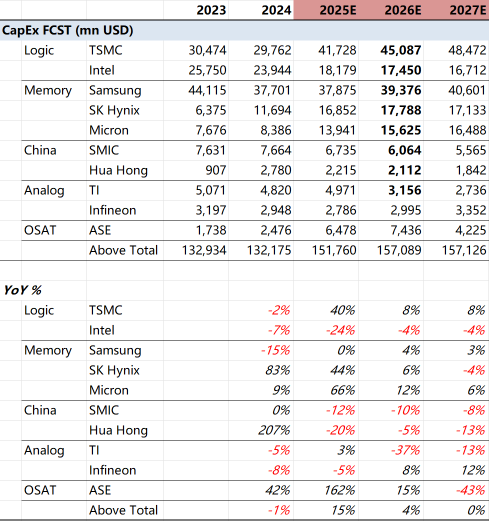 2023 2024 2025E 2026E 2027E
CapEx FCST (mn USD)
Logic TSMC 30,474 29,762 41,728 45,087 48,472
Intel 25,750 23,944 18,179 17,450 16,712
Memory Samsung 44,115 37,701 37,875 39,376 40,601
SK Hynix 6,375 11,694 16,852 17,788 17,133
Micron 7,676 8,386 13,941 15,625 16,488
China SMIC 7,631 7,664 6,735 6,064 5,565
Hua Hong 907 2,780 2,215 2,112 1,842
Analog TI 5,071 4,820 4,971 3,156 2,736
Infineon 3,197 2,948 2,786 2,995 3,352
OSAT ASE 1,738 2,476 6,478 7,436 4,225
Above Total 132,934 132,175 151,760 157,089 157,126
YoY %
Logic TSMC -2% 40% 8% 8%
Intel -7% -24% -4% -4%
Memory Samsung -15% 0% 4% 3%
SK Hynix 83% 44% 6% -4%
Micron 9% 66% 12% 6%
China SMIC 0% -12% -10% -8%
Hua Hong 207% -20% -5% -13%
Analog TI -5% 3% -37% -13%
Infineon -8% -5% 8% 12%
OSAT ASE 42% 162% 15% -43%
Above Total -1% 15% 4% 0%